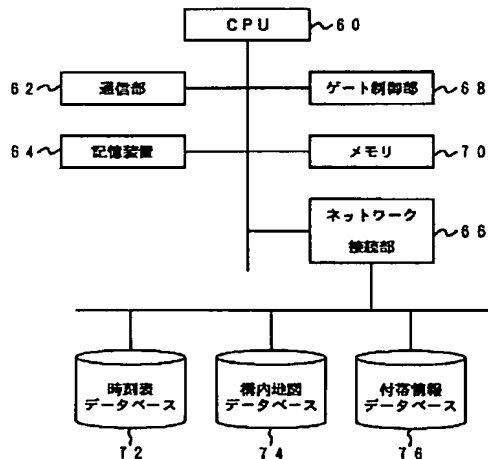 CPU
60
62
通信部
ゲート制御部
68
64
記憶装置
メモリ
70
ネットワーク
接続部
66
時刻表
データベース
構内地図
データベース
付帯情報
データベース
72
74
76